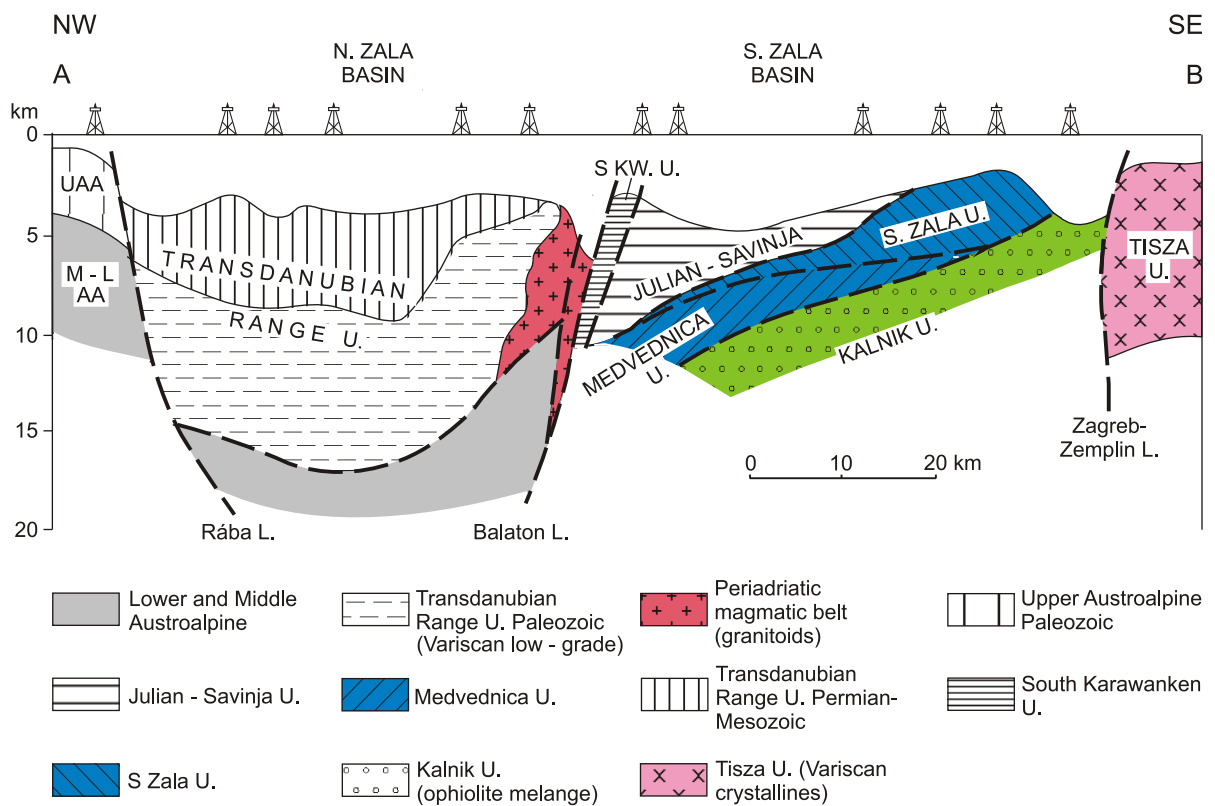 NW
SE
N. ZALA
BASIN
S. ZALA
BASIN
A
B
km
0
5
10
15
20
UAA
M - L
AA
TRANSDANUBIAN
RANGE U.
S KW. U.
JULIAN - SAVINJA
S. ZALA U.
MEDVEDNICA
U.
KALNIK U.
TISZA
U.
Rába L.
Balaton L.
Zagreb-
Zemplin L.
0 10 20 km
Lower and Middle
Austroalpine
Transdanubian
Range U. Paleozoic
(Variscan low - grade)
Periadriatic
magmatic belt
(granitoids)
Upper Austroalpine
Paleozoic
Julian - Savinja U.
Medvednica U.
Transdanubian
Range U. Permian-
Mesozoic
South Karawanken
U.
S Zala U.
Kalnik U.
(ophiolite melange)
Tisza U. (Variscan
crystallines)